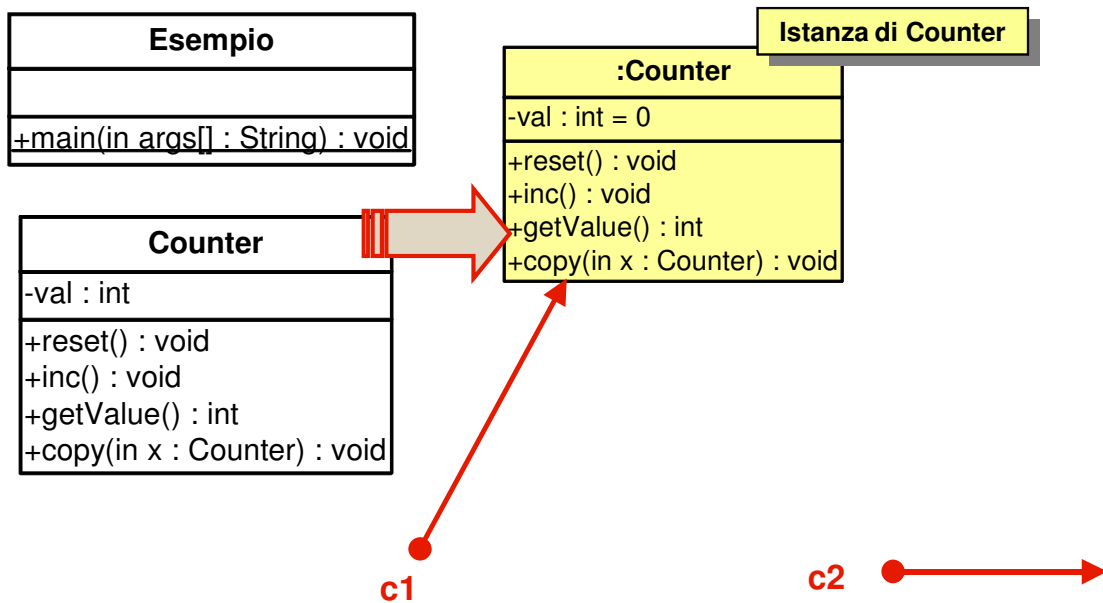 Esempio
+main(in args[] : String) : void
Counter
-val : int
+reset() : void
+inc() : void
+getValue() : int
+copy(in x : Counter) : void
Istanza di Counter
:Counter
-val : int = 0
+reset() : void
+inc() : void
+getValue() : int
+copy(in x : Counter) : void
c1
c2